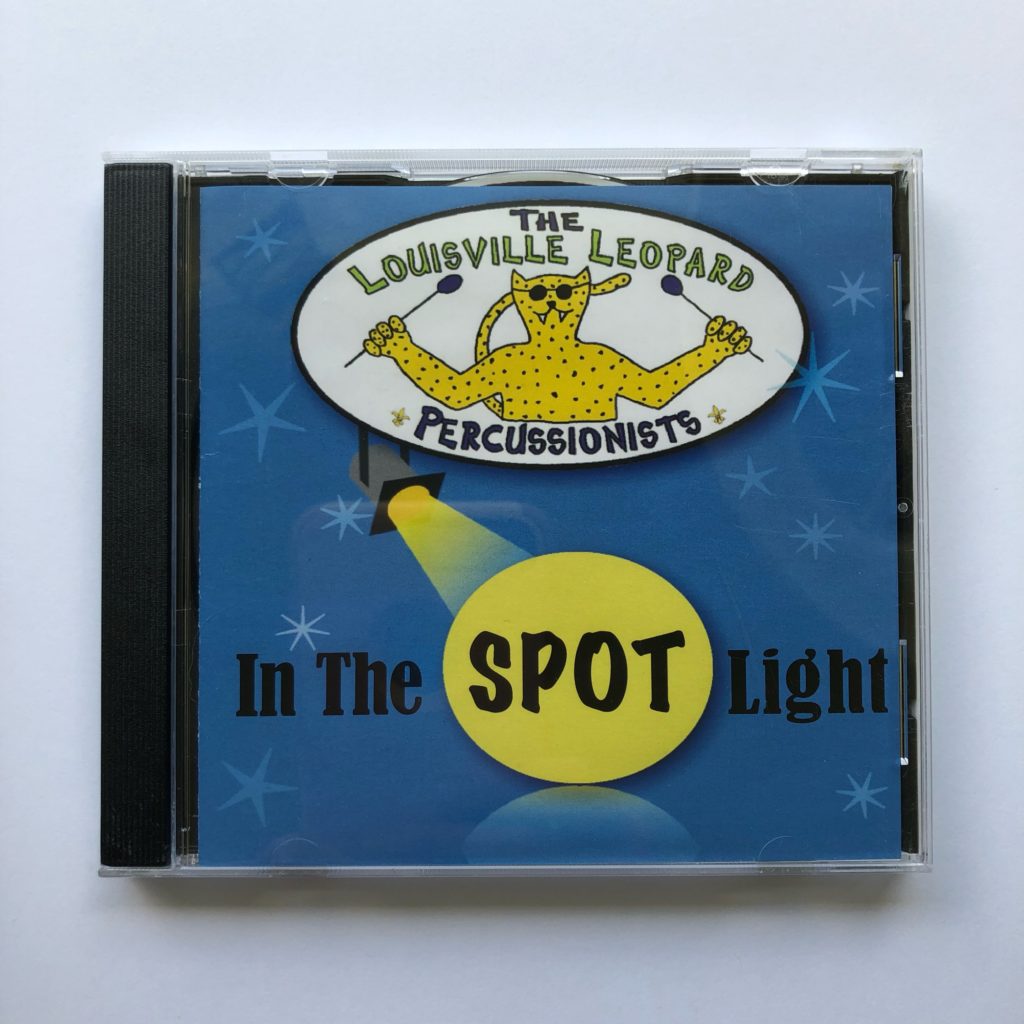 THE
LOUISVILLE LEOPARD
PERCUSSIONISTS
In The SPOT Light